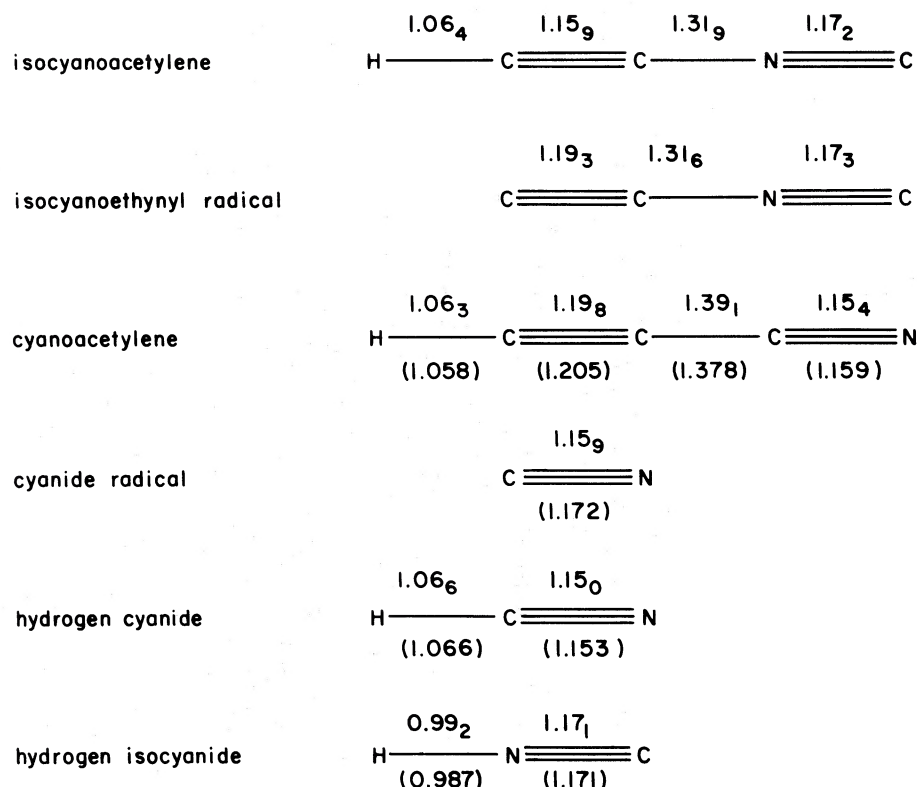 1.06₄ 1.15₉ 1.31₉ 1.17₂
isocyanoacetylene H C C N C
1.19₃ 1.31₆ 1.17₃
isocyanoethynyl radical C C N C
1.06₃ 1.19₈ 1.39₁ 1.15₄
cyanoacetylene H C C C N
(1.058) (1.205) (1.378) (1.159)
1.15₉
cyanide radical C N
(1.172)
1.06₆ 1.15₀
hydrogen cyanide H C N
(1.066) (1.153)
0.99₂ 1.17₁
hydrogen isocyanide H N C
(0.987) (1.171)